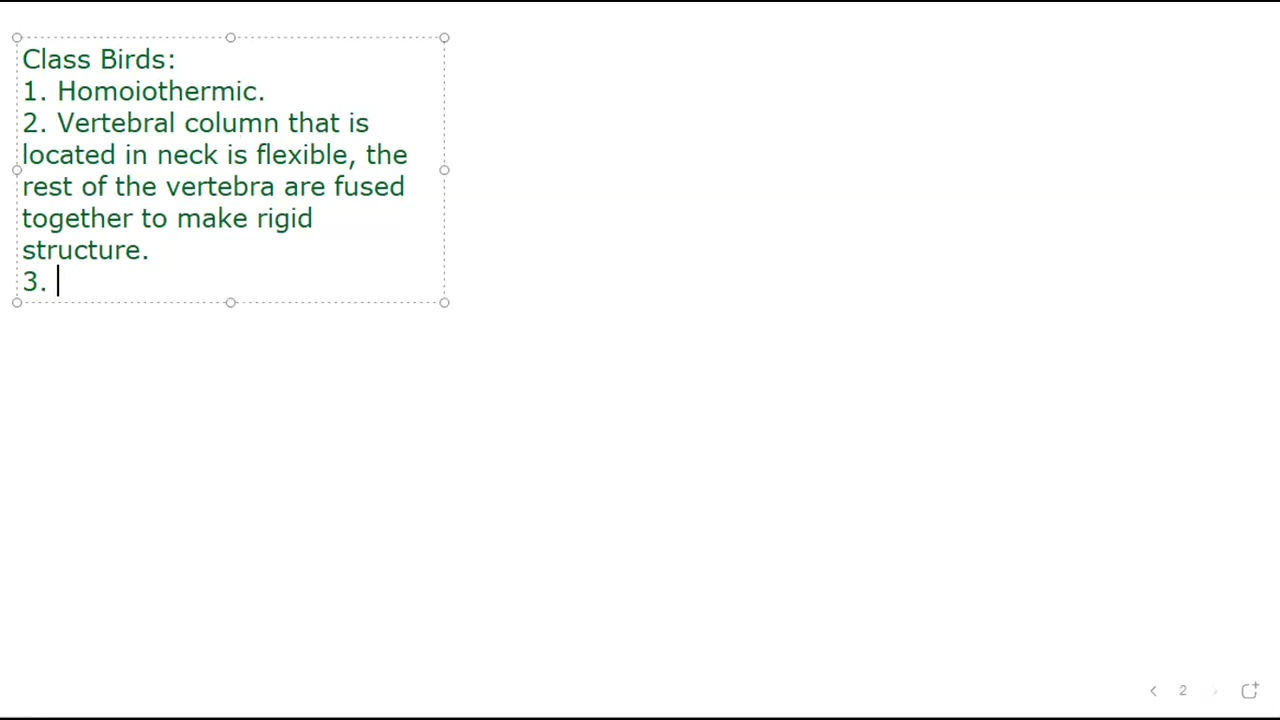 Class Birds:
1. Homoiothermic.
2. Vertebral column that is
located in neck is flexible, the
rest of the vertebra are fused
together to make rigid
structure.
3.
2